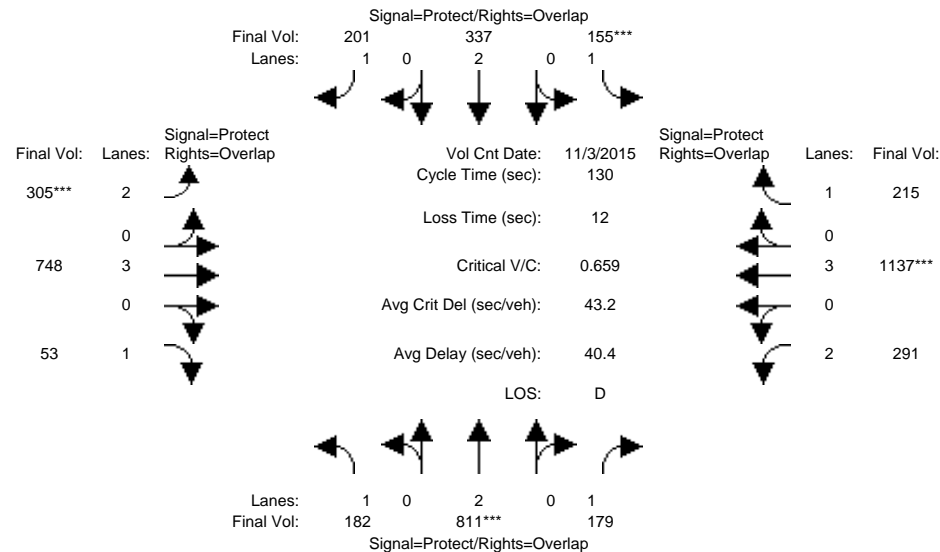 Signal=Protect/Rights=Overlap
Final Vol: 201 337 155***
Lanes: 1 0 2 0 1
Signal=Protect Signal=Protect
Final Vol: Lanes: Rights=Overlap Vol Cnt Date: 11/3/2015 Rights=Overlap Lanes: Final Vol:
Cycle Time (sec): 130
305*** 2 1 215
Loss Time (sec): 12
0 0
748 3 Critical V/C: 0.659 3 1137***
0 Avg Crit Del (sec/veh): 43.2 0
53 1 Avg Delay (sec/veh): 40.4 2 291
LOS: D
Lanes: 1 0 2 0 1
Final Vol: 182 811*** 179
Signal=Protect/Rights=Overlap